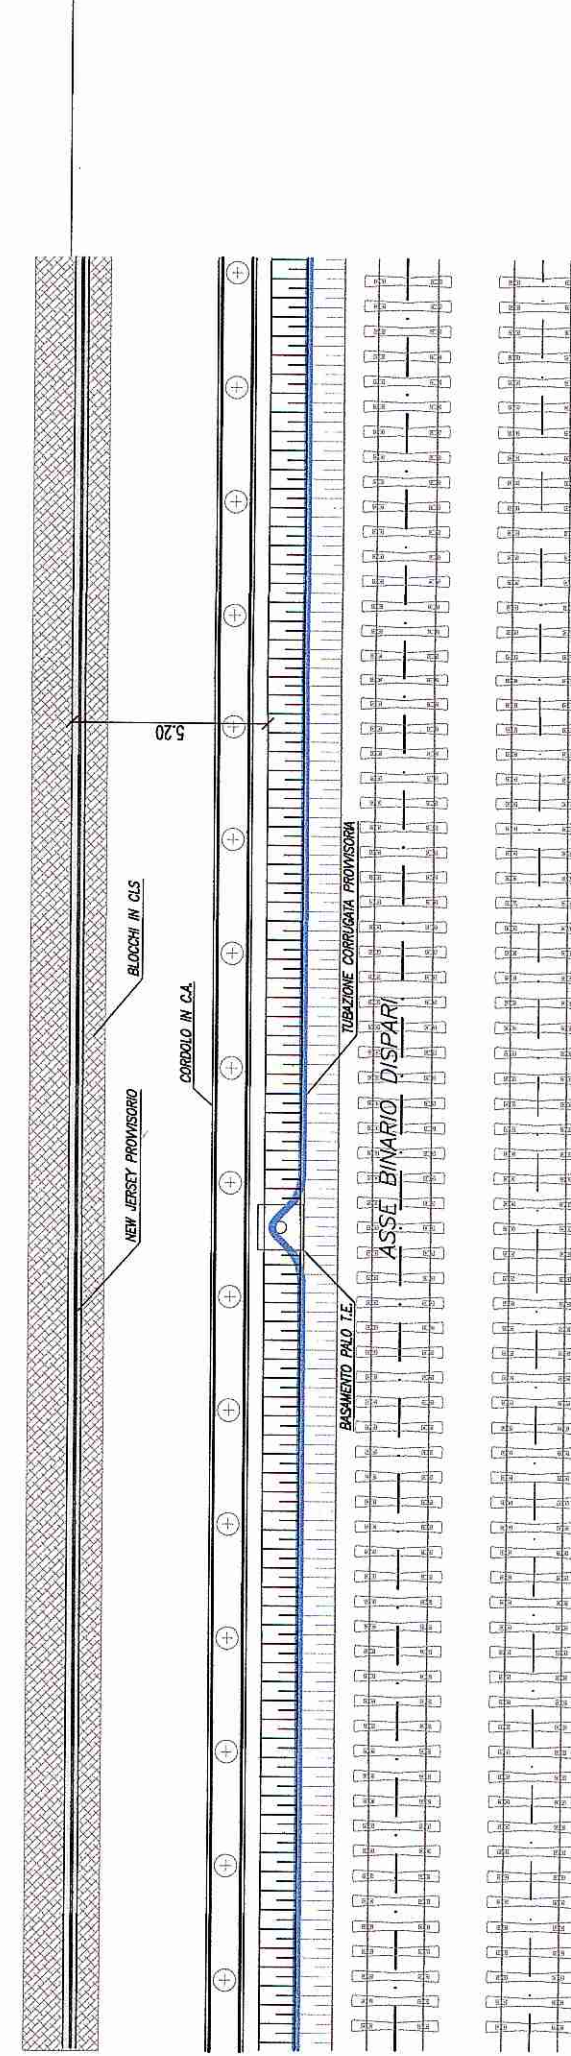 5.20
BLOCCHI IN CLS
NEW JERSEY PROVVISORIO
CORDOLO IN C.A.
TUBAZIONE CORRUGATA PROVVISORIA
ASSE BINARIO DISPARI
BASAMENTO PALO T.E.